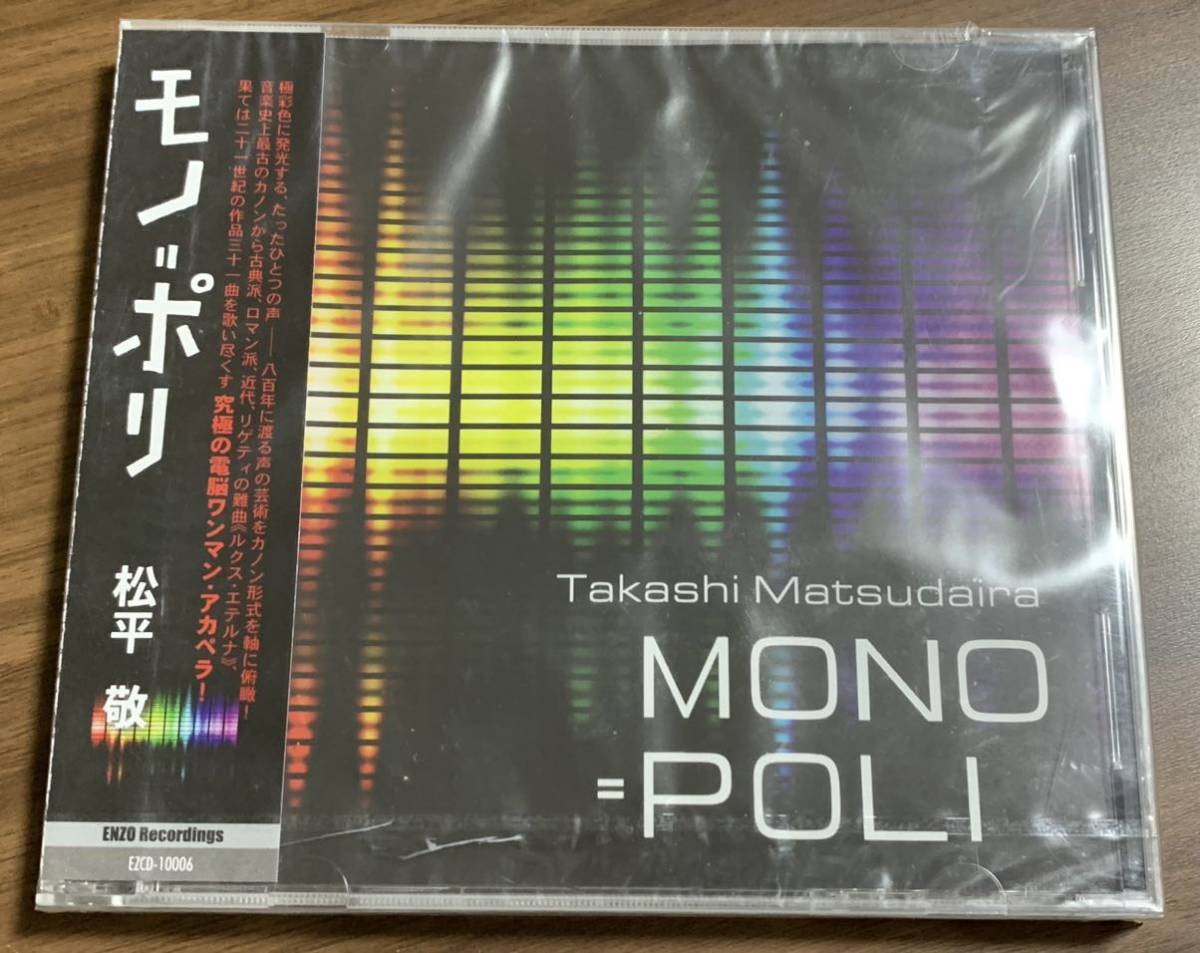 モノ=ポリ
松平 敬
極彩色に発光する、たったひとつの声――八百年に渡る声の芸術をカノン形式を軸に俯瞰！
音楽史上最古のカノンから古典派、ロマン派、近代、リゲティの難曲《ルクス・エテルナ》、
果ては二十一世紀の作品三十一曲を歌い尽くす 究極の電脳ワンマン・アカペラ！
ENZO Recordings
EZCD-10006
Takashi Matsudaïra
MONO
=POLI